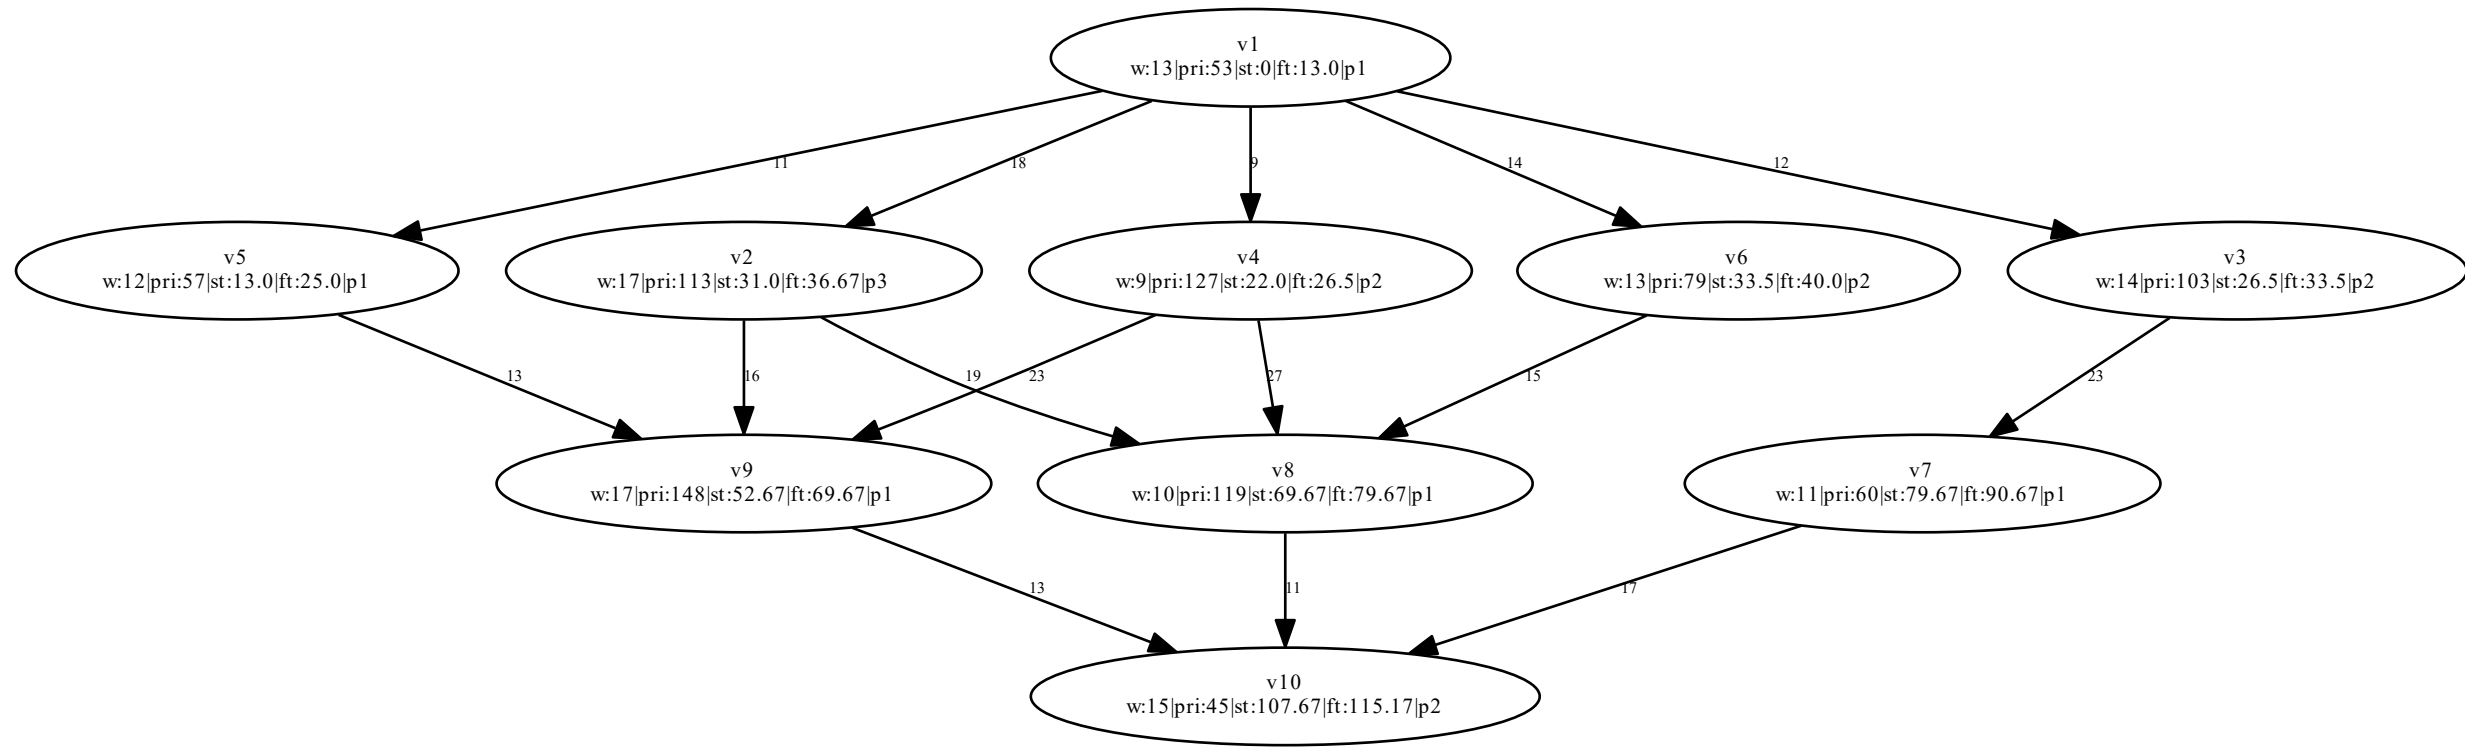 v1
w:13|pri:53|st:0|ft:13.0|p1
11
18
9
14
12
v5
w:12|pri:57|st:13.0|ft:25.0|p1
v2
w:17|pri:113|st:31.0|ft:36.67|p3
v4
w:9|pri:127|st:22.0|ft:26.5|p2
v6
w:13|pri:79|st:33.5|ft:40.0|p2
v3
w:14|pri:103|st:26.5|ft:33.5|p2
13
16
19
23
27
15
23
v9
w:17|pri:148|st:52.67|ft:69.67|p1
v8
w:10|pri:119|st:69.67|ft:79.67|p1
v7
w:11|pri:60|st:79.67|ft:90.67|p1
13
11
17
v10
w:15|pri:45|st:107.67|ft:115.17|p2